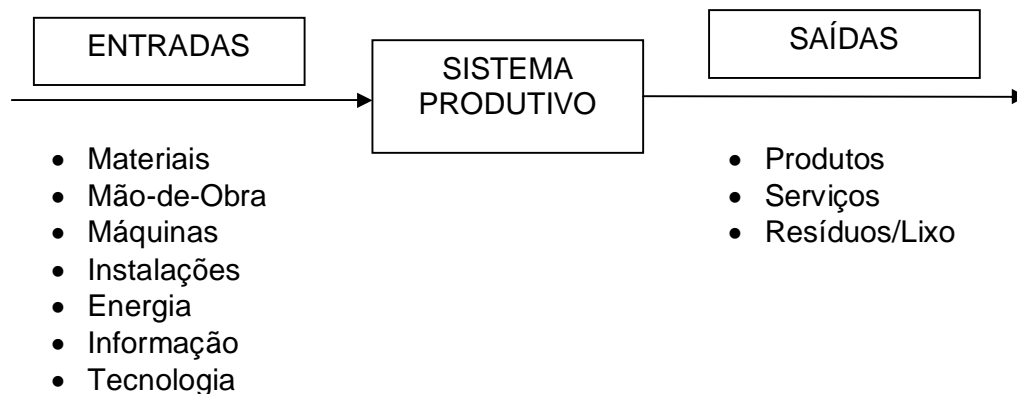 ENTRADAS
SISTEMA
PRODUTIVO
SAÍDAS
• Materiais
• Mão-de-Obra
• Máquinas
• Instalações
• Energia
• Informação
• Tecnologia
• Produtos
• Serviços
• Resíduos/Lixo